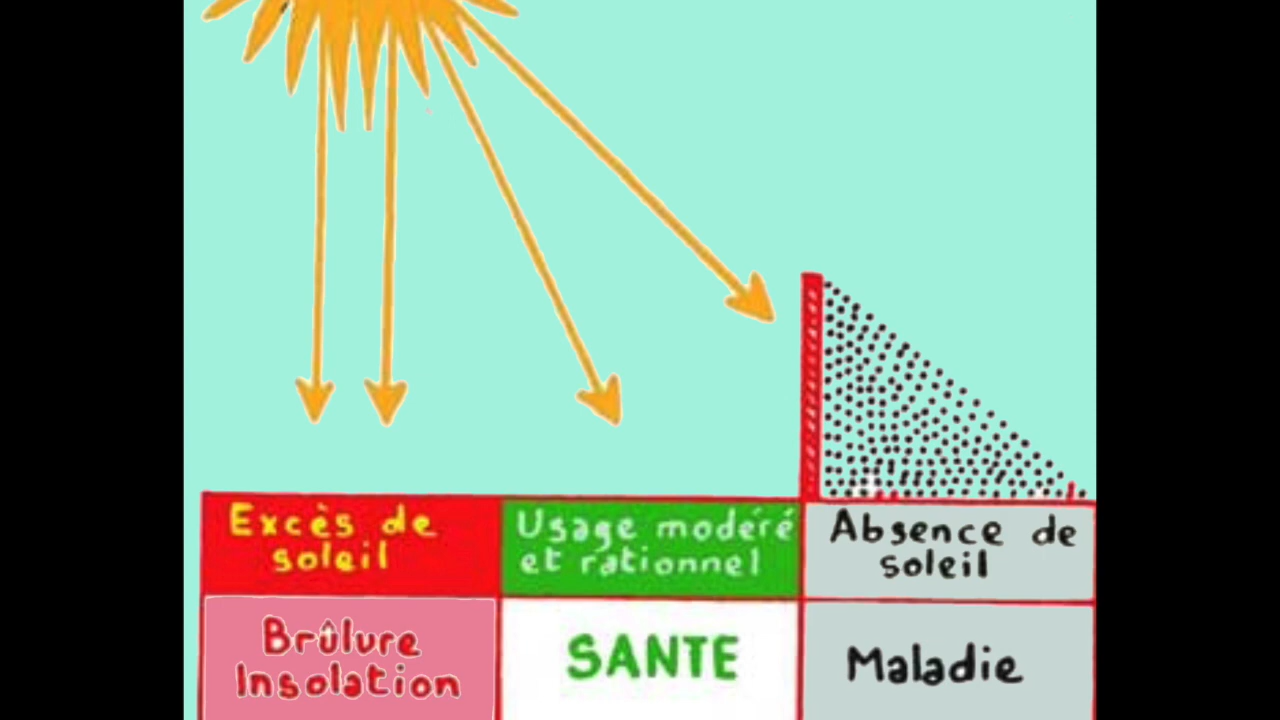 Excès de
soleil
Usage modéré
et rationnel
Absence de
soleil
Brûlure
Insolation
SANTE
Maladie